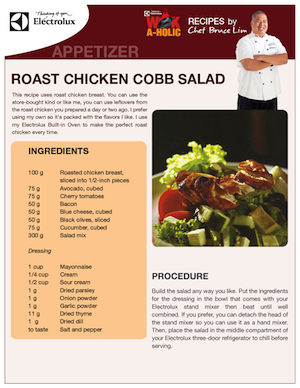 Thinking of you
Electrolux
Electrolux
WOK
A-HOLIC
RECIPES by
Chef Bruce Lim
APPETIZER
ROAST CHICKEN COBB SALAD
This recipe uses roast chicken breast. You can use the
store-bought kind or like me, you can use leftovers from
the roast chicken you prepared a day or two ago. I prefer
using my own so it's packed with the flavors I like. I use
my Electrolux Built-in Oven to make the perfect roast
chicken every time.
INGREDIENTS
100 g Roasted chicken breast,
sliced into 1/2-inch pieces
75 g Avocado, cubed
75 g Cherry tomatoes
50 g Bacon
50 g Blue cheese, cubed
50 g Black olives, sliced
75 g Cucumber, cubed
300 g Salad mix
Dressing
1 cup Mayonnaise
1/4 cup Cream
1/2 cup Sour cream
1 g Dried parsley
1 g Onion powder
1 g Garlic powder
11 g Dried thyme
1 g Dried dill
to taste Salt and pepper
PROCEDURE
Build the salad any way you like. Put the ingredients
for the dressing in the bowl that comes with your
Electrolux stand mixer then beat until well
combined. If you prefer, you can detach the head of
the stand mixer so you can use it as a hand mixer.
Then, place the salad in the middle compartment of
your Electrolux three-door refrigerator to chill before
serving.